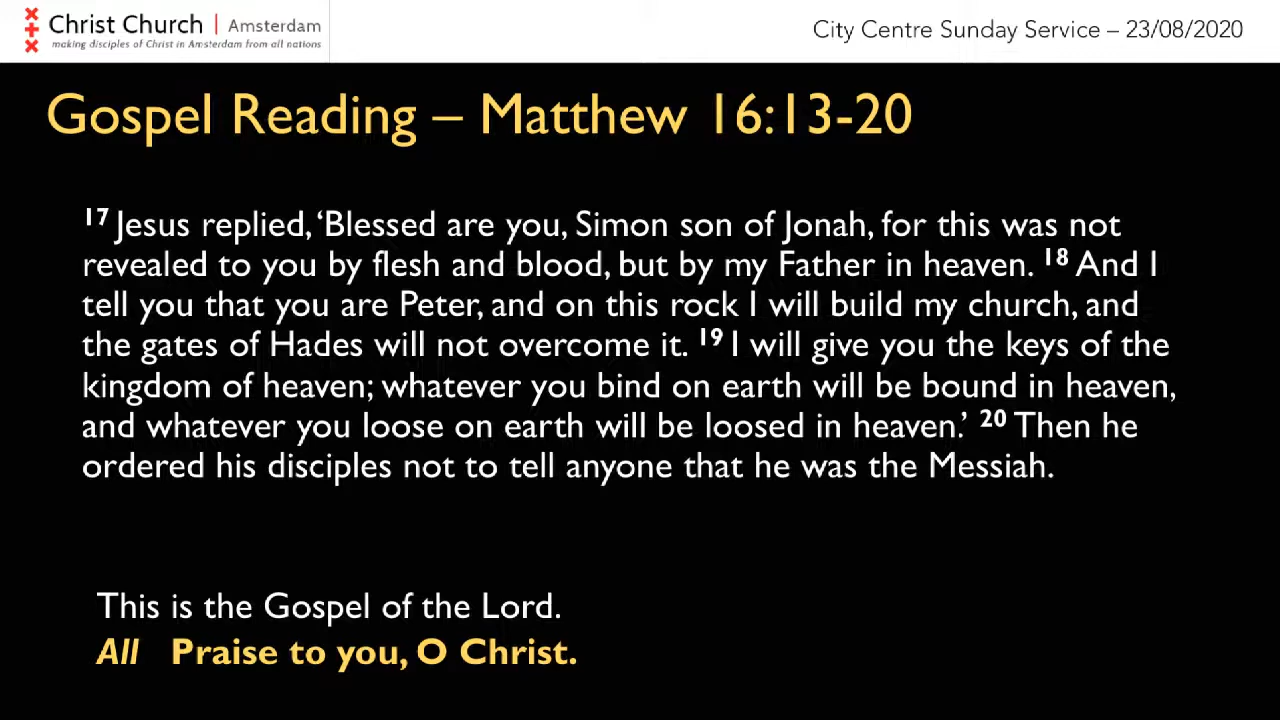 Christ Church | Amsterdam
making disciples of Christ in Amsterdam from all nations
City Centre Sunday Service – 23/08/2020
Gospel Reading – Matthew 16:13-20
17 Jesus replied, ‘Blessed are you, Simon son of Jonah, for this was not
revealed to you by flesh and blood, but by my Father in heaven. 18 And I
tell you that you are Peter, and on this rock I will build my church, and
the gates of Hades will not overcome it. 19 I will give you the keys of the
kingdom of heaven; whatever you bind on earth will be bound in heaven,
and whatever you loose on earth will be loosed in heaven.’ 20 Then he
ordered his disciples not to tell anyone that he was the Messiah.
This is the Gospel of the Lord.
All Praise to you, O Christ.